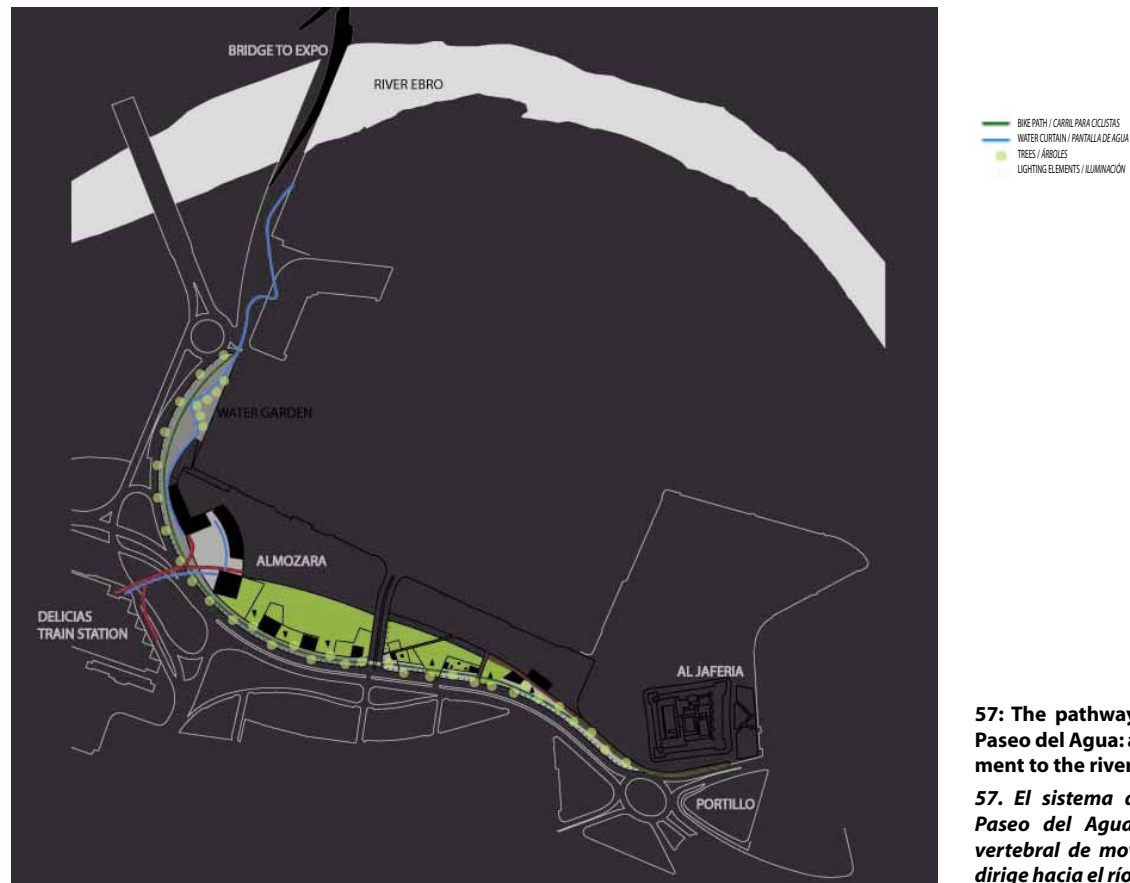 BRIDGE TO EXPO
RIVER EBRO
WATER GARDEN
ALMOZARA
DELICIAS
TRAIN STATION
AL JAFERIA
PORTILLO
BIKE PATH / CARRIL PARA CICLISTAS
WATER CURTAIN / PANTALLA DE AGUA
TREES / ÁRBOLES
LIGHTING ELEMENTS / ILUMINACIÓN
57: The pathway
Paseo del Agua:
ment to the river
57. El sistema
Paseo del Agua
vertebral de
dirige hacia el río